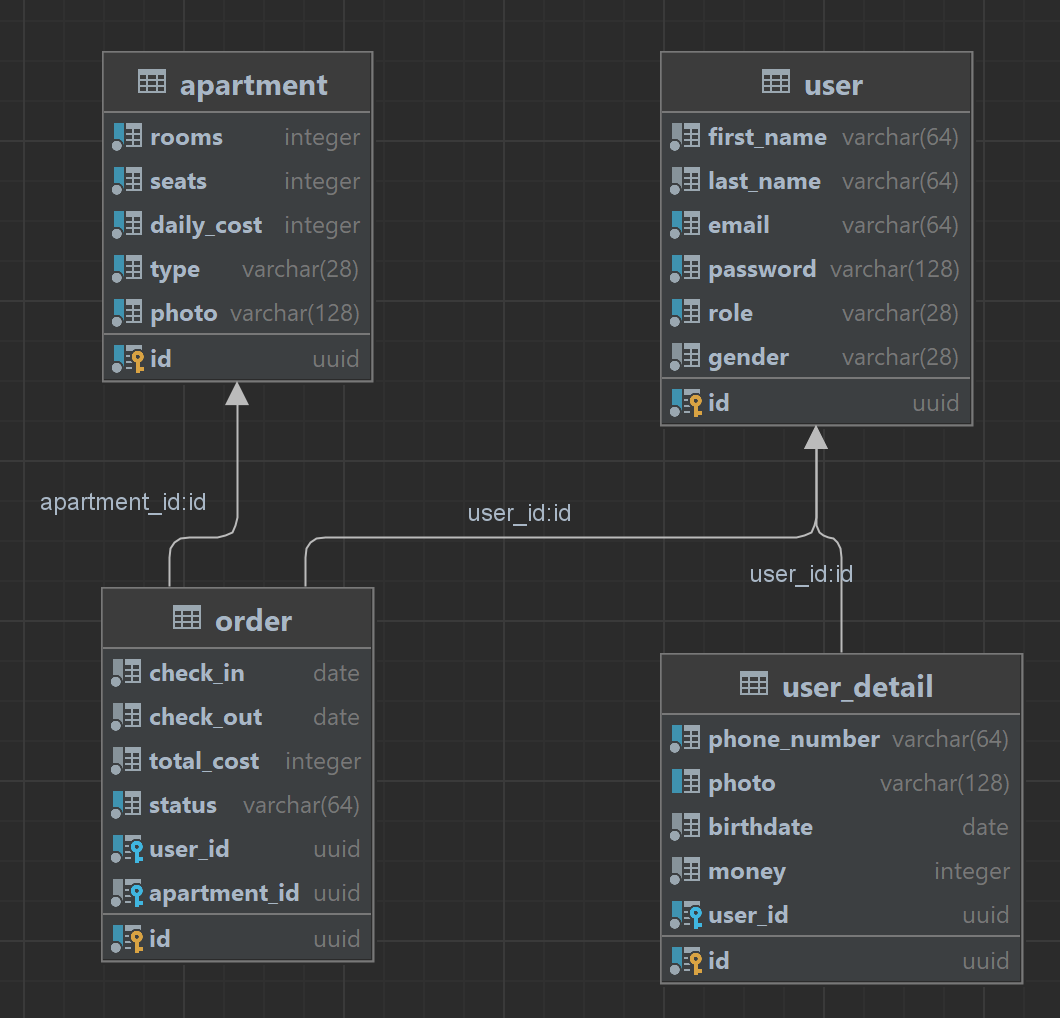 apartment
rooms integer
seats integer
daily_cost integer
type varchar(28)
photo varchar(128)
id uuid
user
first_name varchar(64)
last_name varchar(64)
email varchar(64)
password varchar(128)
role varchar(28)
gender varchar(28)
id uuid
apartment_id:id
user_id:id
user_id:id
order
check_in date
check_out date
total_cost integer
status varchar(64)
user_id uuid
apartment_id uuid
id uuid
user_detail
phone_number varchar(64)
photo varchar(128)
birthdate date
money integer
user_id uuid
id uuid